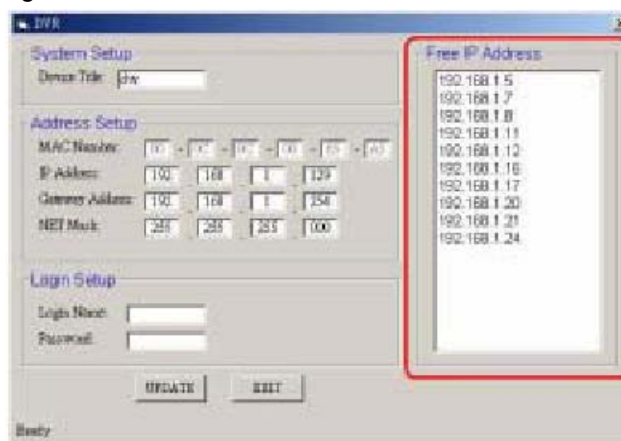 DVR
System Setup
Device Title: dvr
Address Setup
MAC Number:
IP Address: 192 . 168 . 1 . 129
Gateway Address: 192 . 168 . 1 . 254
NET Mask: 255 . 255 . 255 . 000
Login Setup
Login Name:
Password:
UPDATE EXIT
Ready
Free IP Address
192.168.1.5
192.168.1.7
192.168.1.8
192.168.1.11
192.168.1.12
192.168.1.16
192.168.1.17
192.168.1.20
192.168.1.21
192.168.1.24